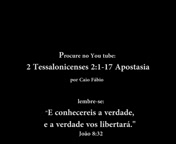 Procure no You tube:
2 Tessalonicenses 2:1-17 Apostasia
por Caio Fábio
lembre-se:
"E conhecereis a verdade,
e a verdade vos libertará."
João 8:32